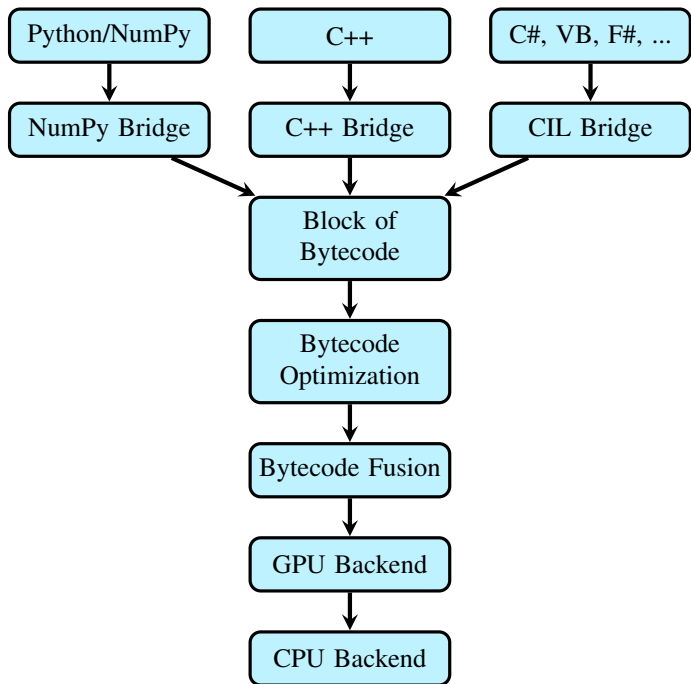 Python/NumPy
C++
C#, VB, F#, ...
NumPy Bridge
C++ Bridge
CIL Bridge
Block of
Bytecode
Bytecode
Optimization
Bytecode Fusion
GPU Backend
CPU Backend